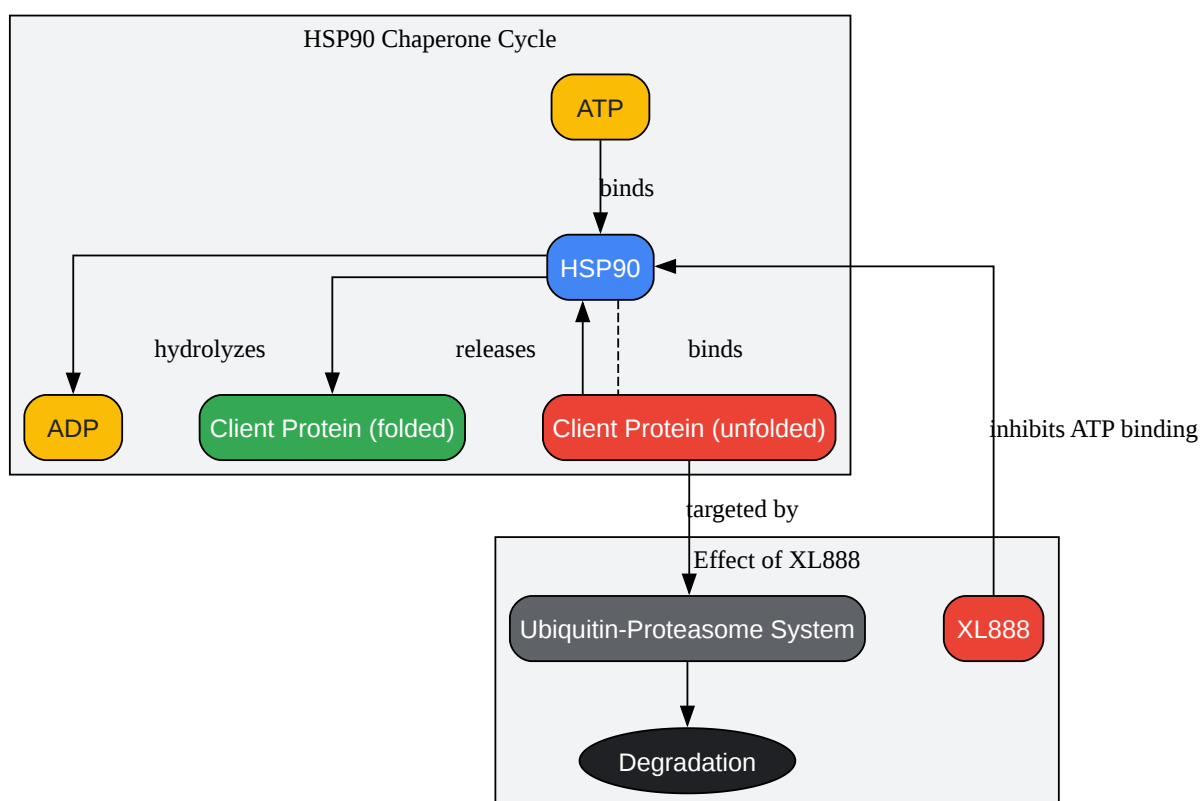 HSP90 Chaperone Cycle
ATP
binds
HSP90
hydrolyzes
releases
binds
ADP
Client Protein (folded)
Client Protein (unfolded)
inhibits ATP binding
targeted by
Effect of XL888
Ubiquitin-Proteasome System
XL888
Degradation